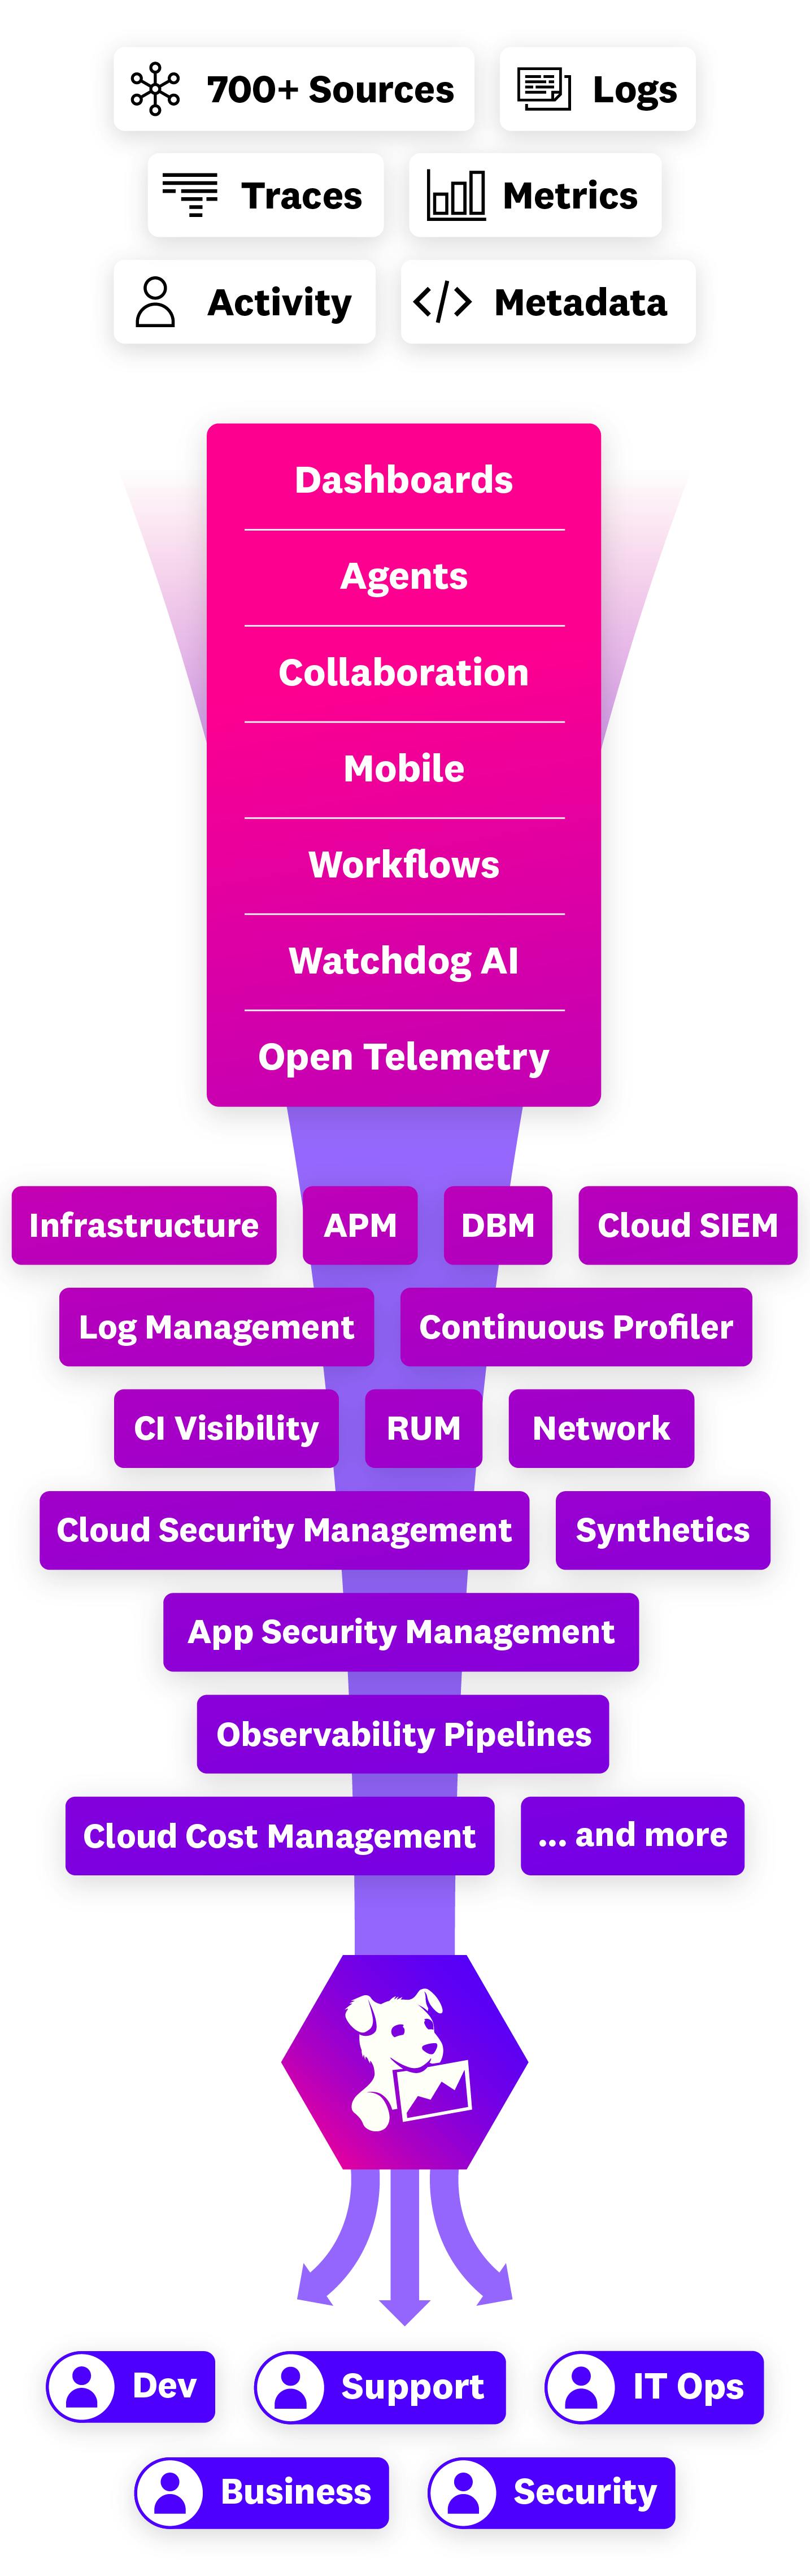 700+ Sources
Logs
Traces
Metrics
Activity
Metadata
Dashboards
Agents
Collaboration
Mobile
Workflows
Watchdog AI
Open Telemetry
Infrastructure
APM
DBM
Cloud SIEM
Log Management
Continuous Profiler
CI Visibility
RUM
Network
Cloud Security Management
Synthetics
App Security Management
Observability Pipelines
Cloud Cost Management
... and more
Dev
Support
IT Ops
Business
Security